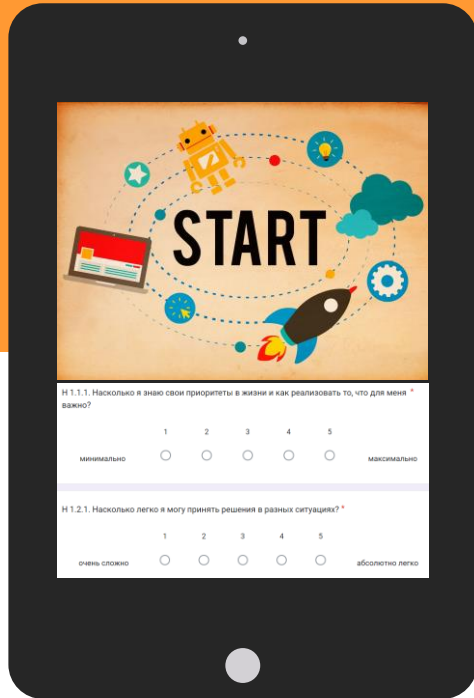 START
Н 1.1.1. Насколько я знаю свои приоритеты в жизни и как реализовать то, что для меня *
важно?
1 2 3 4 5
минимально максимально
Н 1.2.1. Насколько легко я могу принять решения в разных ситуациях? *
1 2 3 4 5
очень сложно абсолютно легко